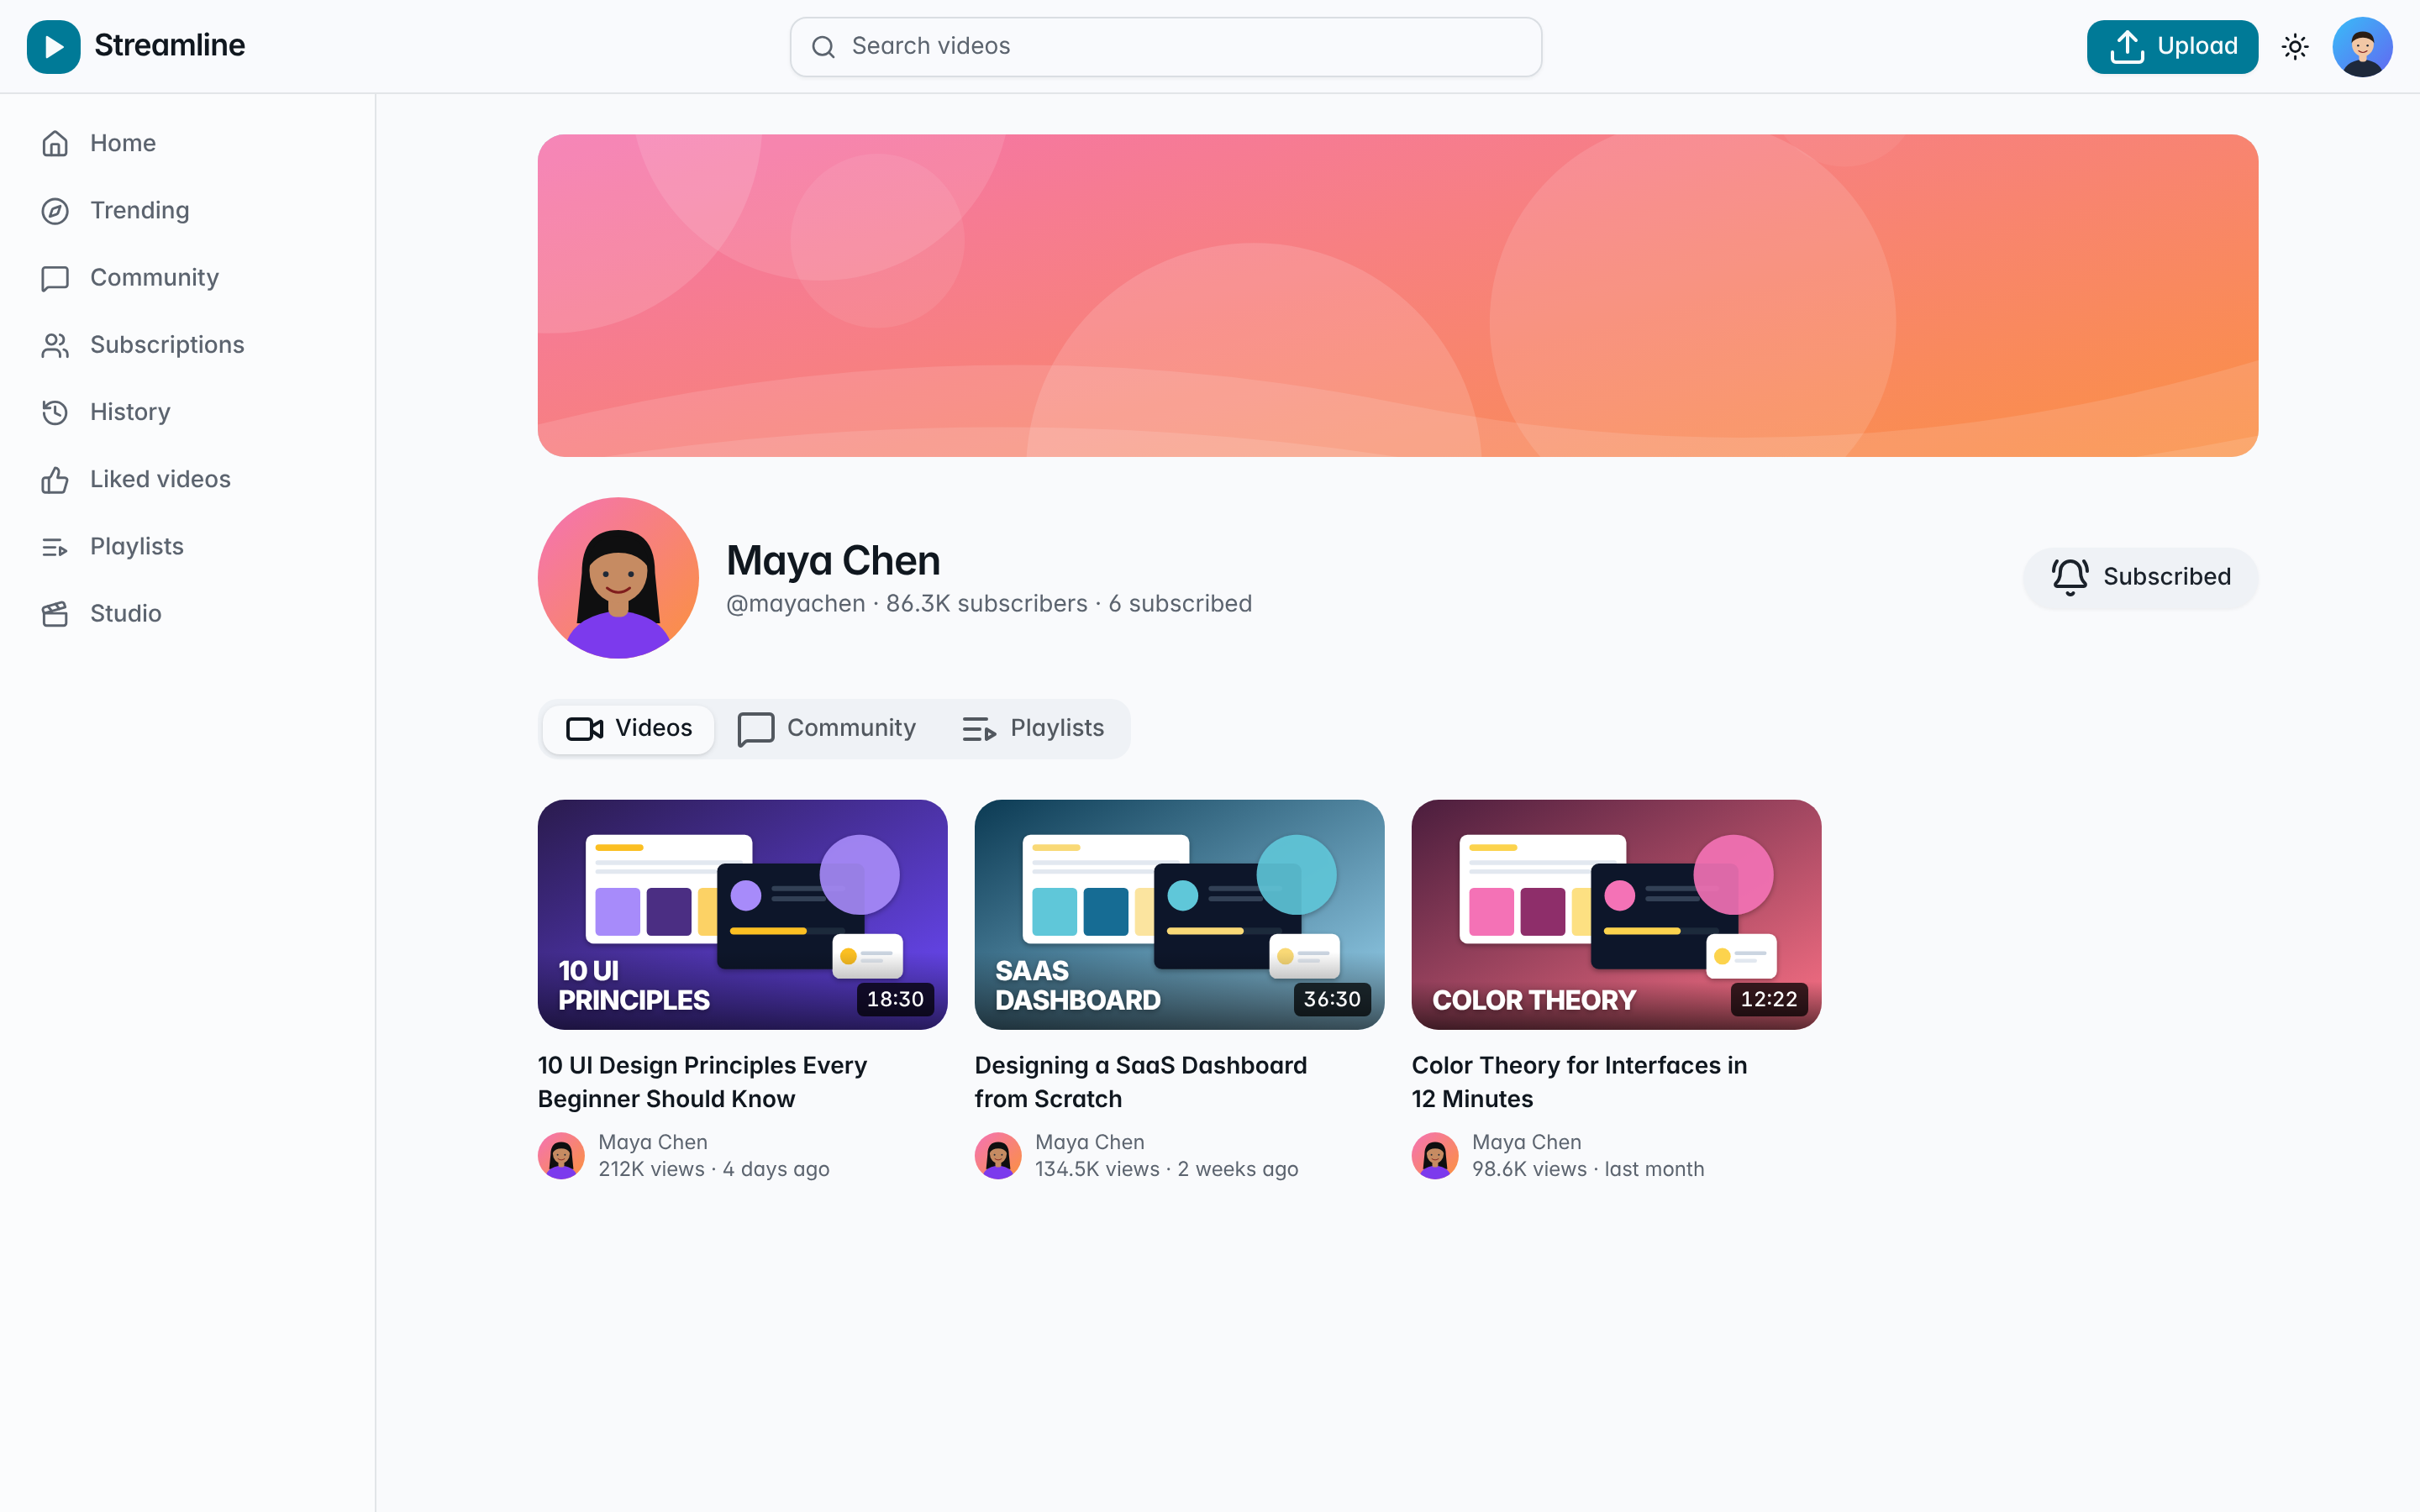 Streamline
Search videos
Upload
Home
Trending
Community
Subscriptions
History
Liked videos
Playlists
Studio
Maya Chen
@mayachen · 86.3K subscribers · 6 subscribed
Subscribed
Videos
Community
Playlists
10 UI
PRINCIPLES
18:30
10 UI Design Principles Every
Beginner Should Know
Maya Chen
212K views · 4 days ago
SAAS
DASHBOARD
36:30
Designing a SaaS Dashboard
from Scratch
Maya Chen
134.5K views · 2 weeks ago
COLOR THEORY
12:22
Color Theory for Interfaces in
12 Minutes
Maya Chen
98.6K views · last month